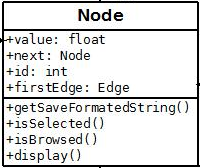 Node
+value: float
+next: Node
+id: int
+firstEdge: Edge
+getSaveFormatedString()
+isSelected()
+isBrowsed()
+display()